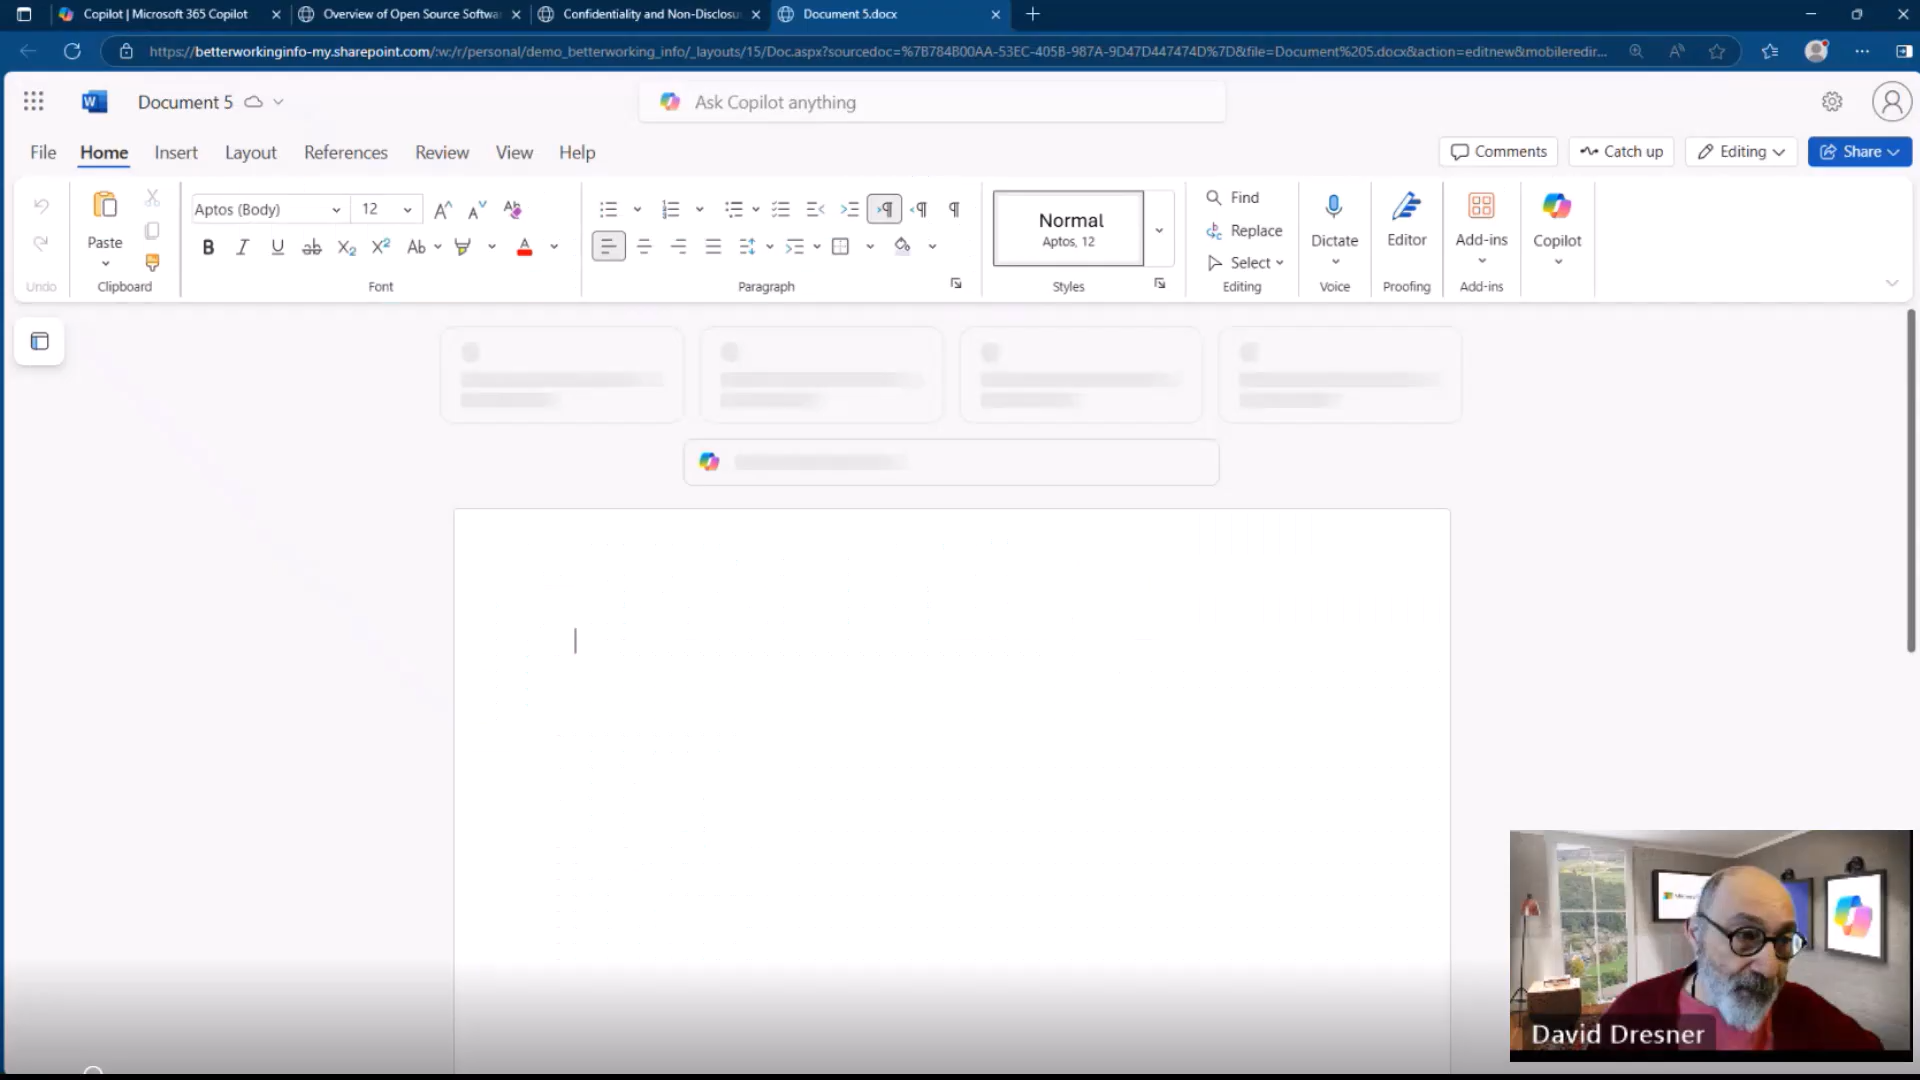 Copilot | Microsoft 365 Copilot
Overview of Open Source Softwa
Confidentiality and Non-Disclosu
Document 5.docx
https://betterworkinginfo-my.sharepoint.com/:w:/r/personal/demo_betterworking_info/_layouts/15/Doc.aspx?sourcedoc=%7B784B00AA-53EC-405B-987A-9D47D447474D%7D&file=Document%205.docx&action=editnew&mobileredir...
W Document 5
Ask Copilot anything
File Home Insert Layout References Review View Help
Comments Catch up Editing Share
Aptos (Body) 12
Paste
Normal
Aptos, 12
Find
Replace
Select
Dictate
Editor
Add-ins
Copilot
Undo Clipboard Font Paragraph Styles Editing Voice Proofing Add-ins
David Dresner